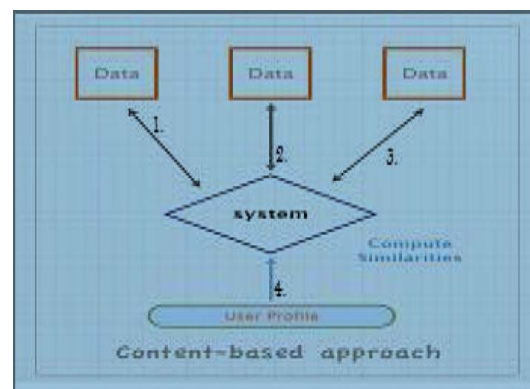 Data
Data
Data
1.
2.
3.
system
Compute
Similarities
4.
User Profile
Content-based approach